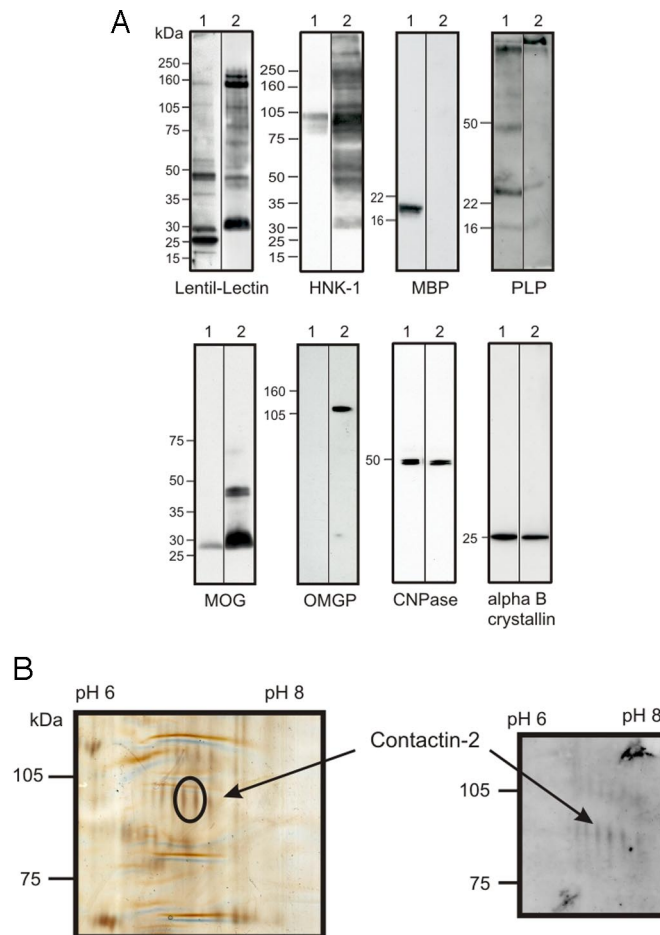 A
kDa
1 2
250
160
105
75
50
35
30
25
15
Lentil-Lectin
1 2
250
160
105
75
50
35
30
15
HNK-1
1 2
22
16
MBP
1 2
50
22
16
PLP
1 2
75
50
35
30
25
MOG
1 2
160
105
OMGP
1 2
50
CNPase
1 2
25
alpha B
crystallin
B
pH 6 pH 8
kDa
105
75
Contactin-2
pH 6 pH 8
105
75